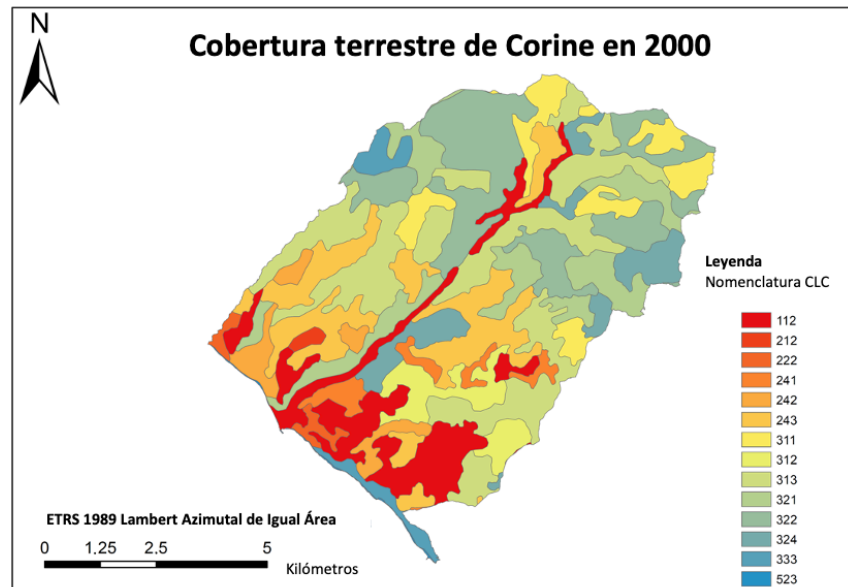 N
Cobertura terrestre de Corine en 2000
Leyenda
Nomenclatura CLC
112
212
222
241
242
243
311
312
313
321
322
324
333
523
ETRS 1989 Lambert Azimutal de Igual Área
0 1,25 2,5 5
Kilómetros